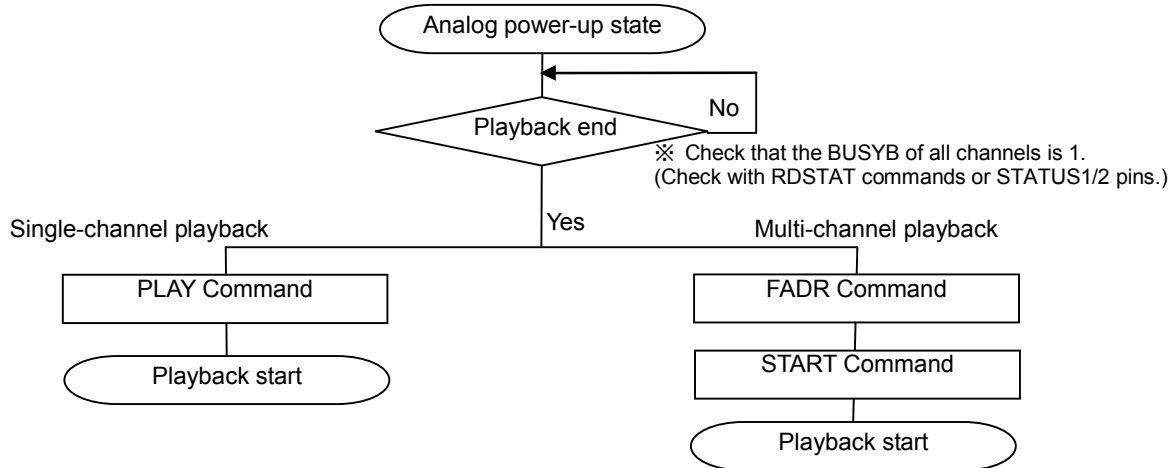 Analog power-up state
No
Playback end
※ Check that the BUSYB of all channels is 1.
(Check with RDSTAT commands or STATUS1/2 pins.)
Yes
Single-channel playback
Multi-channel playback
PLAY Command
FADR Command
START Command
Playback start
Playback start